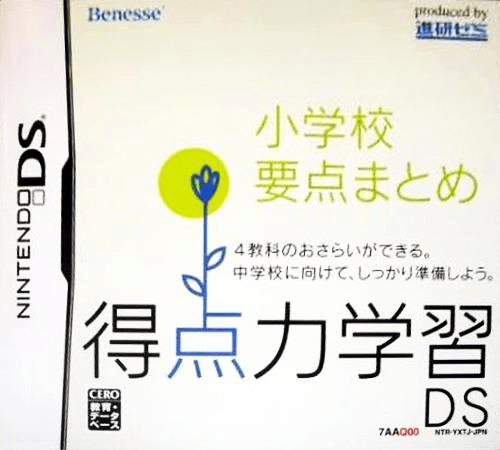 Benesse®
produced by
進研ゼミ
NINTENDO DS®
小学校
要点まとめ
4教科のおさらいができる。
中学校に向けて、しっかり準備しよう。
得点力学習
DS
CERO
教育・
データ
ベース
7AAQ00
NTR-YXTJ-JPN